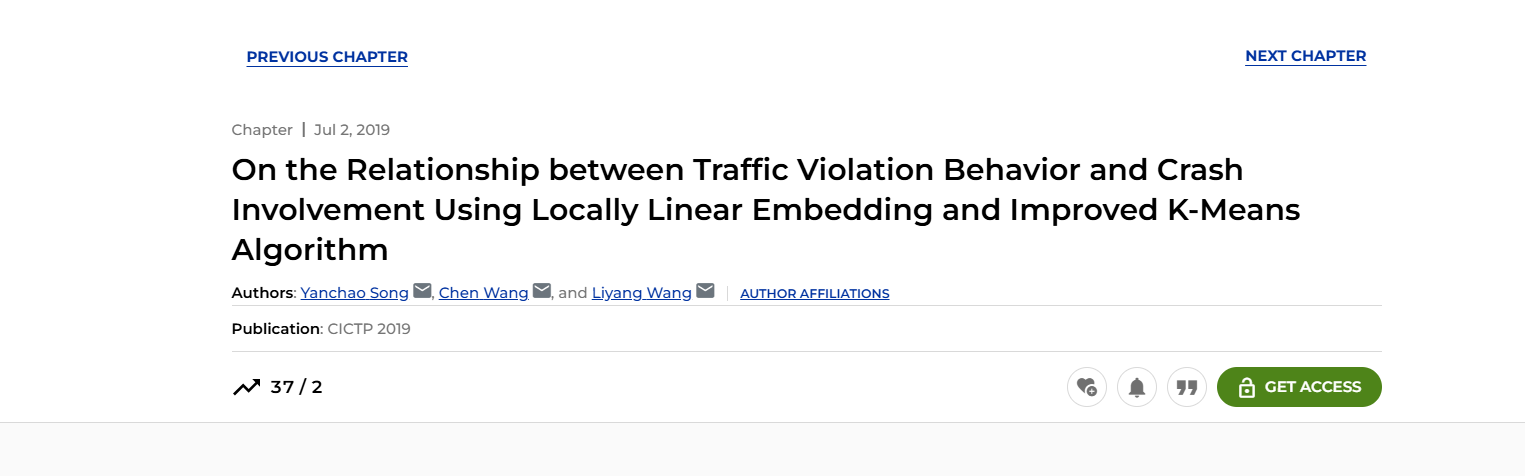 PREVIOUS CHAPTER
NEXT CHAPTER
Chapter | Jul 2, 2019
On the Relationship between Traffic Violation Behavior and Crash
Involvement Using Locally Linear Embedding and Improved K-Means
Algorithm
Authors: Yanchao Song, Chen Wang, and Liyang Wang | AUTHOR AFFILIATIONS
Publication: CICTP 2019
37 / 2
GET ACCESS